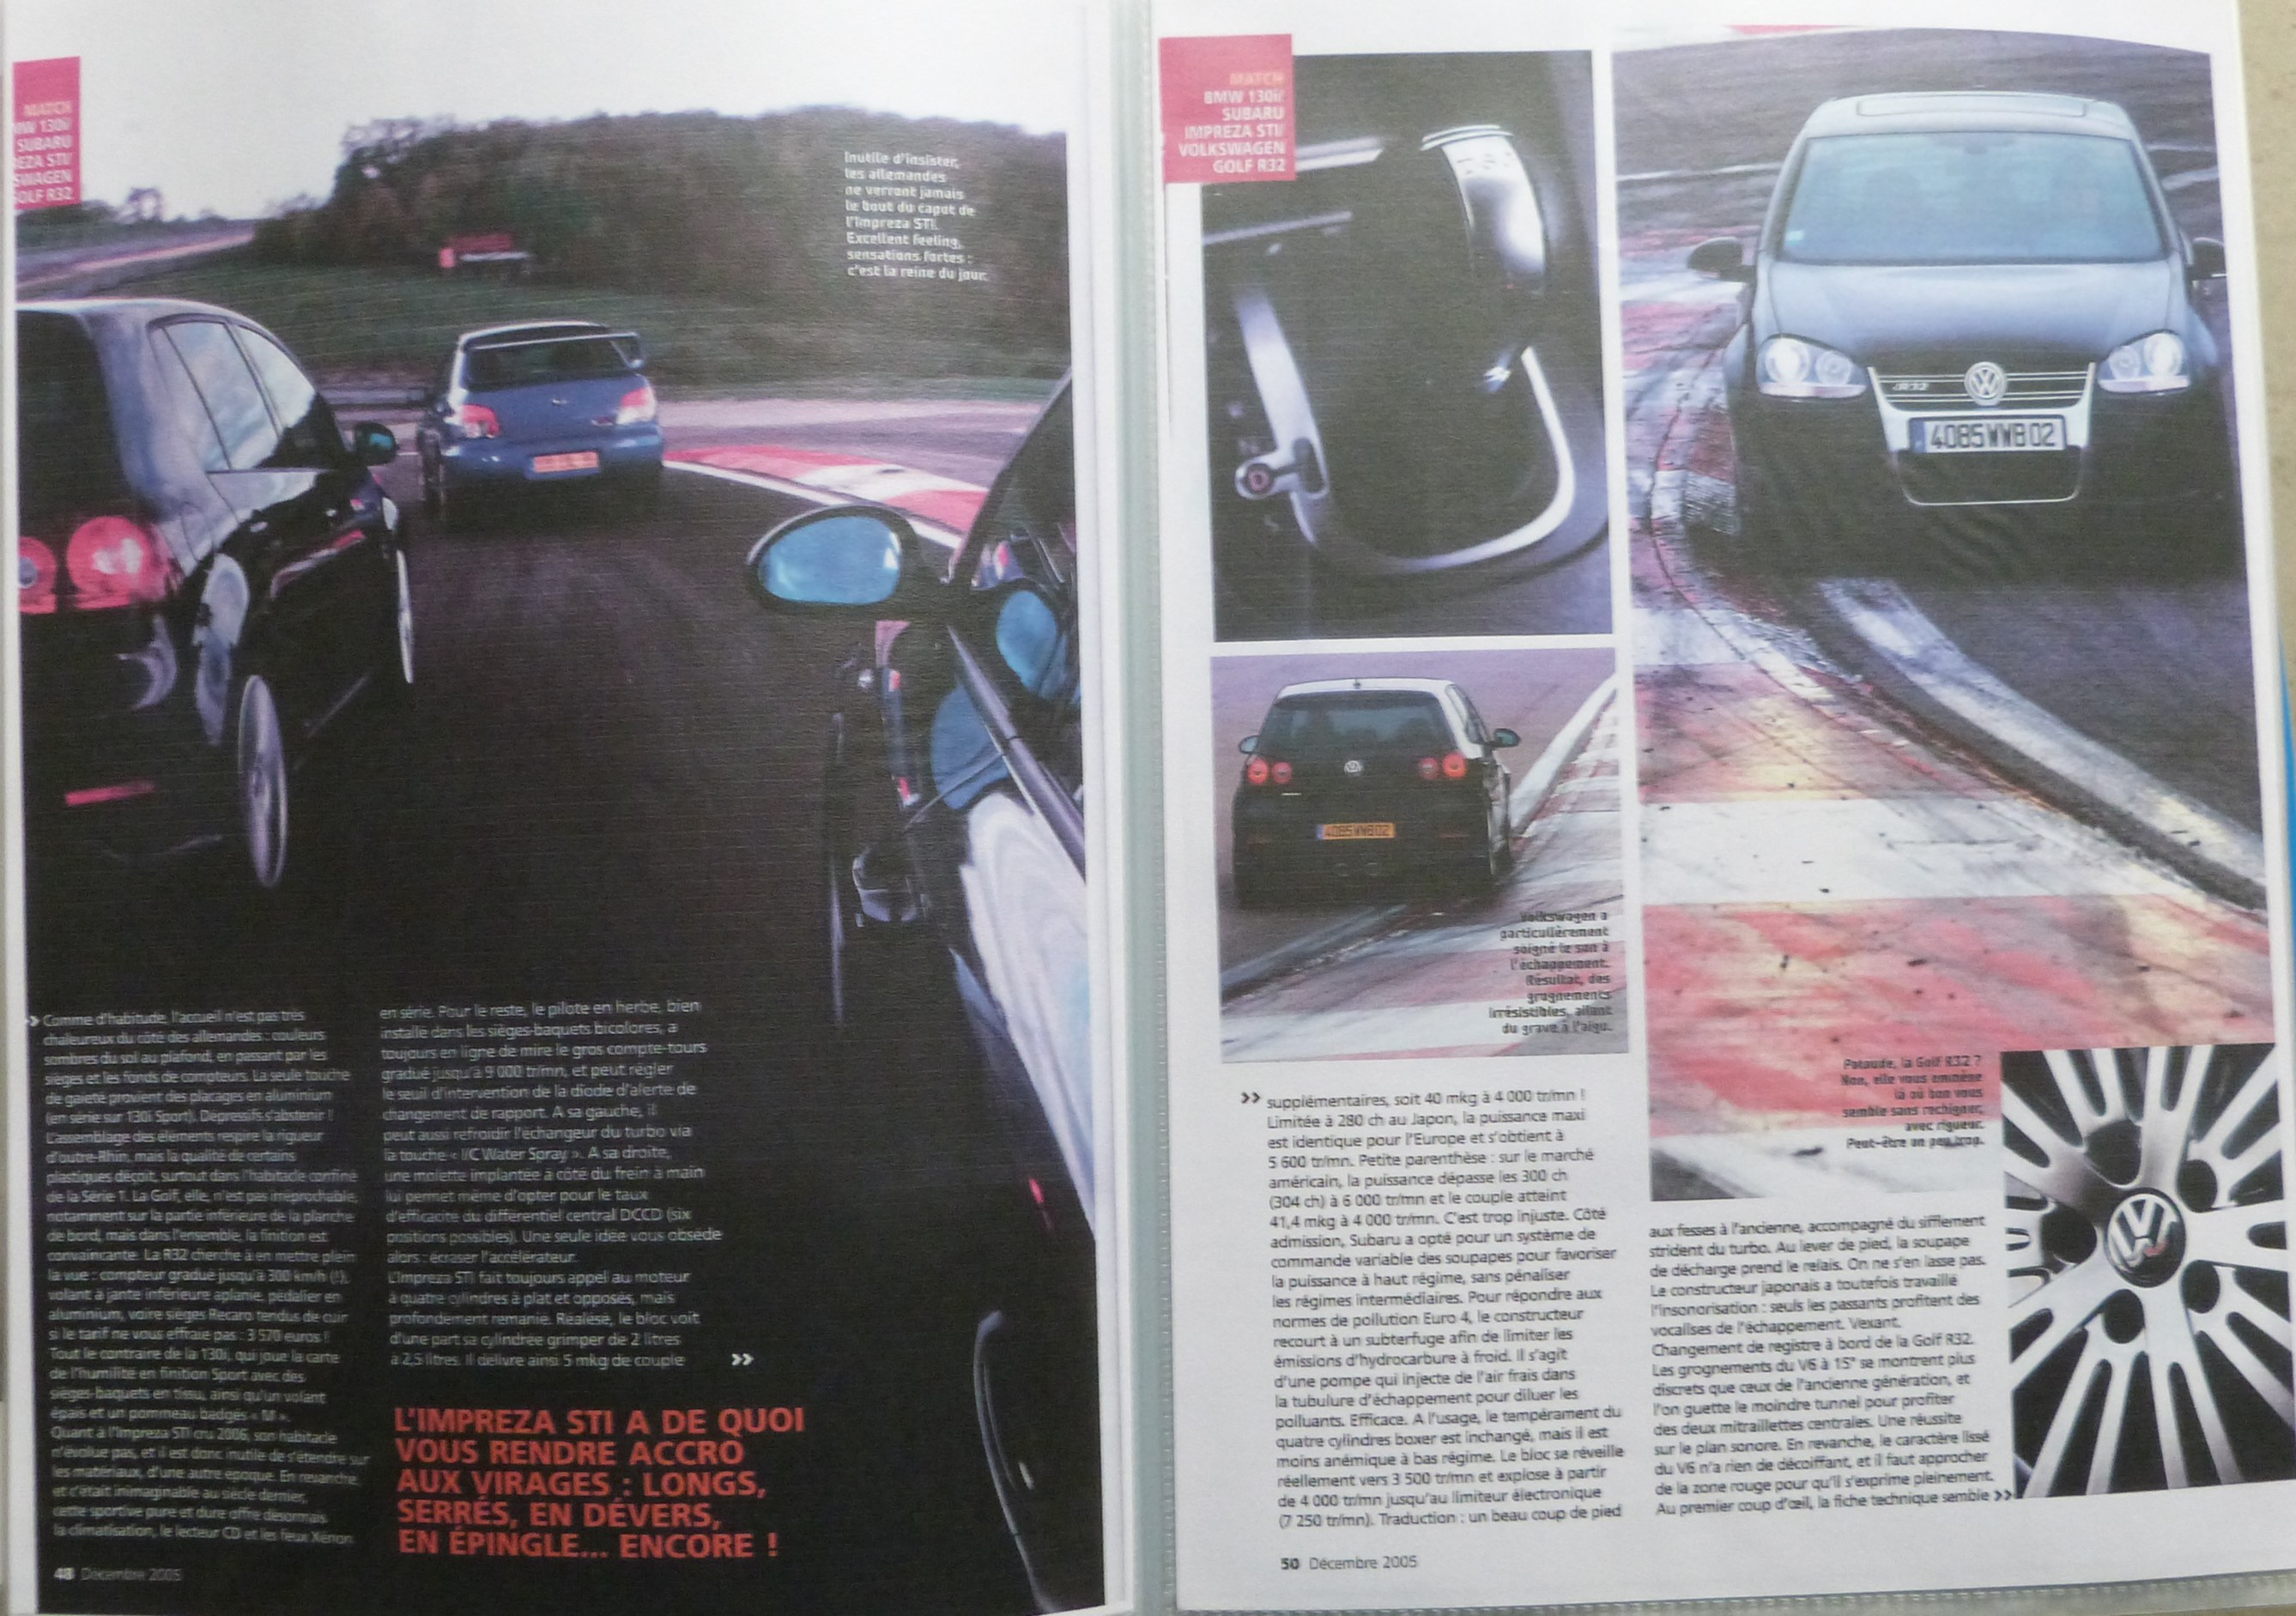 MATCH
MW 130i/
SUBARU
EZA STI/
SWAGEN
OLF R32
Inutile d'insister,
les allemandes
ne verront jamais
le bout du capot de
l'Impreza STI.
Excellent feeling,
sensations fortes :
c'est la reine du jour.
>> Comme d'habitude, l'accueil n'est pas très
chaleureux du côté des allemandes : couleurs
sombres du sol au plafond, en passant par les
sièges et les fonds de compteurs. La seule touche
de gaieté provient des placages en aluminium
(en série sur 130i Sport). Dépressifs s'abstenir !
L'assemblage des éléments respire la rigueur
d'outre-Rhin, mais la qualité de certains
plastiques déçoit, surtout dans l'habitacle confiné
de la Série 1. La Golf, elle, n'est pas irréprochable,
notamment sur la partie inférieure de la planche
de bord, mais dans l'ensemble, la finition est
convaincante. La R32 cherche à en mettre plein
la vue : compteur gradué jusqu'à 300 km/h (!),
volant à jante inférieure aplanie, pédalier en
aluminium, voire sièges Recaro tendus de cuir
si le tarif ne vous effraie pas : 3 570 euros !
Tout le contraire de la 130i, qui joue la carte
de l'humilité en finition Sport avec des
sièges-baquets en tissu, ainsi qu'un volant
épais et un pommeau badgés « M ».
Quant à l'Impreza STI cru 2006, son habitacle
n'évolue pas, et il est donc inutile de s'étendre sur
les matériaux, d'une autre époque. En revanche,
et c'était inimaginable au siècle dernier,
cette sportive pure et dure offre désormais
la climatisation, le lecteur CD et les feux Xénon
en série. Pour le reste, le pilote en herbe, bien
installé dans les sièges-baquets bicolores, a
toujours en ligne de mire le gros compte-tours
gradué jusqu'à 9 000 tr/mn, et peut régler
le seuil d'intervention de la diode d'alerte de
changement de rapport. A sa gauche, il
peut aussi refroidir l'échangeur du turbo via
la touche « I/C Water Spray ». A sa droite,
une molette implantée à côté du frein à main
lui permet même d'opter pour le taux
d'efficacité du différentiel central DCCD (six
positions possibles). Une seule idée vous obsède
alors : écraser l'accélérateur.
L'Impreza STI fait toujours appel au moteur
à quatre cylindres à plat et opposés, mais
profondément remanié. Réalésé, le bloc voit
d'une part sa cylindrée grimper de 2 litres
à 2,5 litres. Il délivre ainsi 5 mkg de couple >>
L'IMPREZA STI A DE QUOI
VOUS RENDRE ACCRO
AUX VIRAGES : LONGS,
SERRÉS, EN DÉVERS,
EN ÉPINGLE... ENCORE !
48 Décembre 2005
MATCH
BMW 130i/
SUBARU
IMPREZA STI/
VOLKSWAGEN
GOLF R32
R32
4085 WWB 02
4085 WWB 02
Volkswagen a
particulièrement
soigné le son à
l'échappement.
Résultat, des
grognements
irrésistibles, allant
du grave à l'aigu.
Pataude, la Golf R32 ?
Non, elle vous emmène
là où bon vous
semble sans rechigner,
avec rigueur.
Peut-être un peu trop.
>> supplémentaires, soit 40 mkg à 4 000 tr/mn !
Limitée à 280 ch au Japon, la puissance maxi
est identique pour l'Europe et s'obtient à
5 600 tr/mn. Petite parenthèse : sur le marché
américain, la puissance dépasse les 300 ch
(304 ch) à 6 000 tr/mn et le couple atteint
41,4 mkg à 4 000 tr/mn. C'est trop injuste. Côté
admission, Subaru a opté pour un système de
commande variable des soupapes pour favoriser
la puissance à haut régime, sans pénaliser
les régimes intermédiaires. Pour répondre aux
normes de pollution Euro 4, le constructeur
recourt à un subterfuge afin de limiter les
émissions d'hydrocarbure à froid. Il s'agit
d'une pompe qui injecte de l'air frais dans
la tubulure d'échappement pour diluer les
polluants. Efficace. A l'usage, le tempérament du
quatre cylindres boxer est inchangé, mais il est
moins anémique à bas régime. Le bloc se réveille
réellement vers 3 500 tr/mn et explose à partir
de 4 000 tr/mn jusqu'au limiteur électronique
(7 250 tr/mn). Traduction : un beau coup de pied
aux fesses à l'ancienne, accompagné du sifflement
strident du turbo. Au lever de pied, la soupape
de décharge prend le relais. On ne s'en lasse pas.
Le constructeur japonais a toutefois travaillé
l'insonorisation : seuls les passants profitent des
vocalises de l'échappement. Vexant.
Changement de registre à bord de la Golf R32.
Les grognements du V6 à 15° se montrent plus
discrets que ceux de l'ancienne génération, et
l'on guette le moindre tunnel pour profiter
des deux mitraillettes centrales. Une réussite
sur le plan sonore. En revanche, le caractère lissé
du V6 n'a rien de décoiffant, et il faut approcher
de la zone rouge pour qu'il s'exprime pleinement.
Au premier coup d'œil, la fiche technique semble >>
50 Décembre 2005